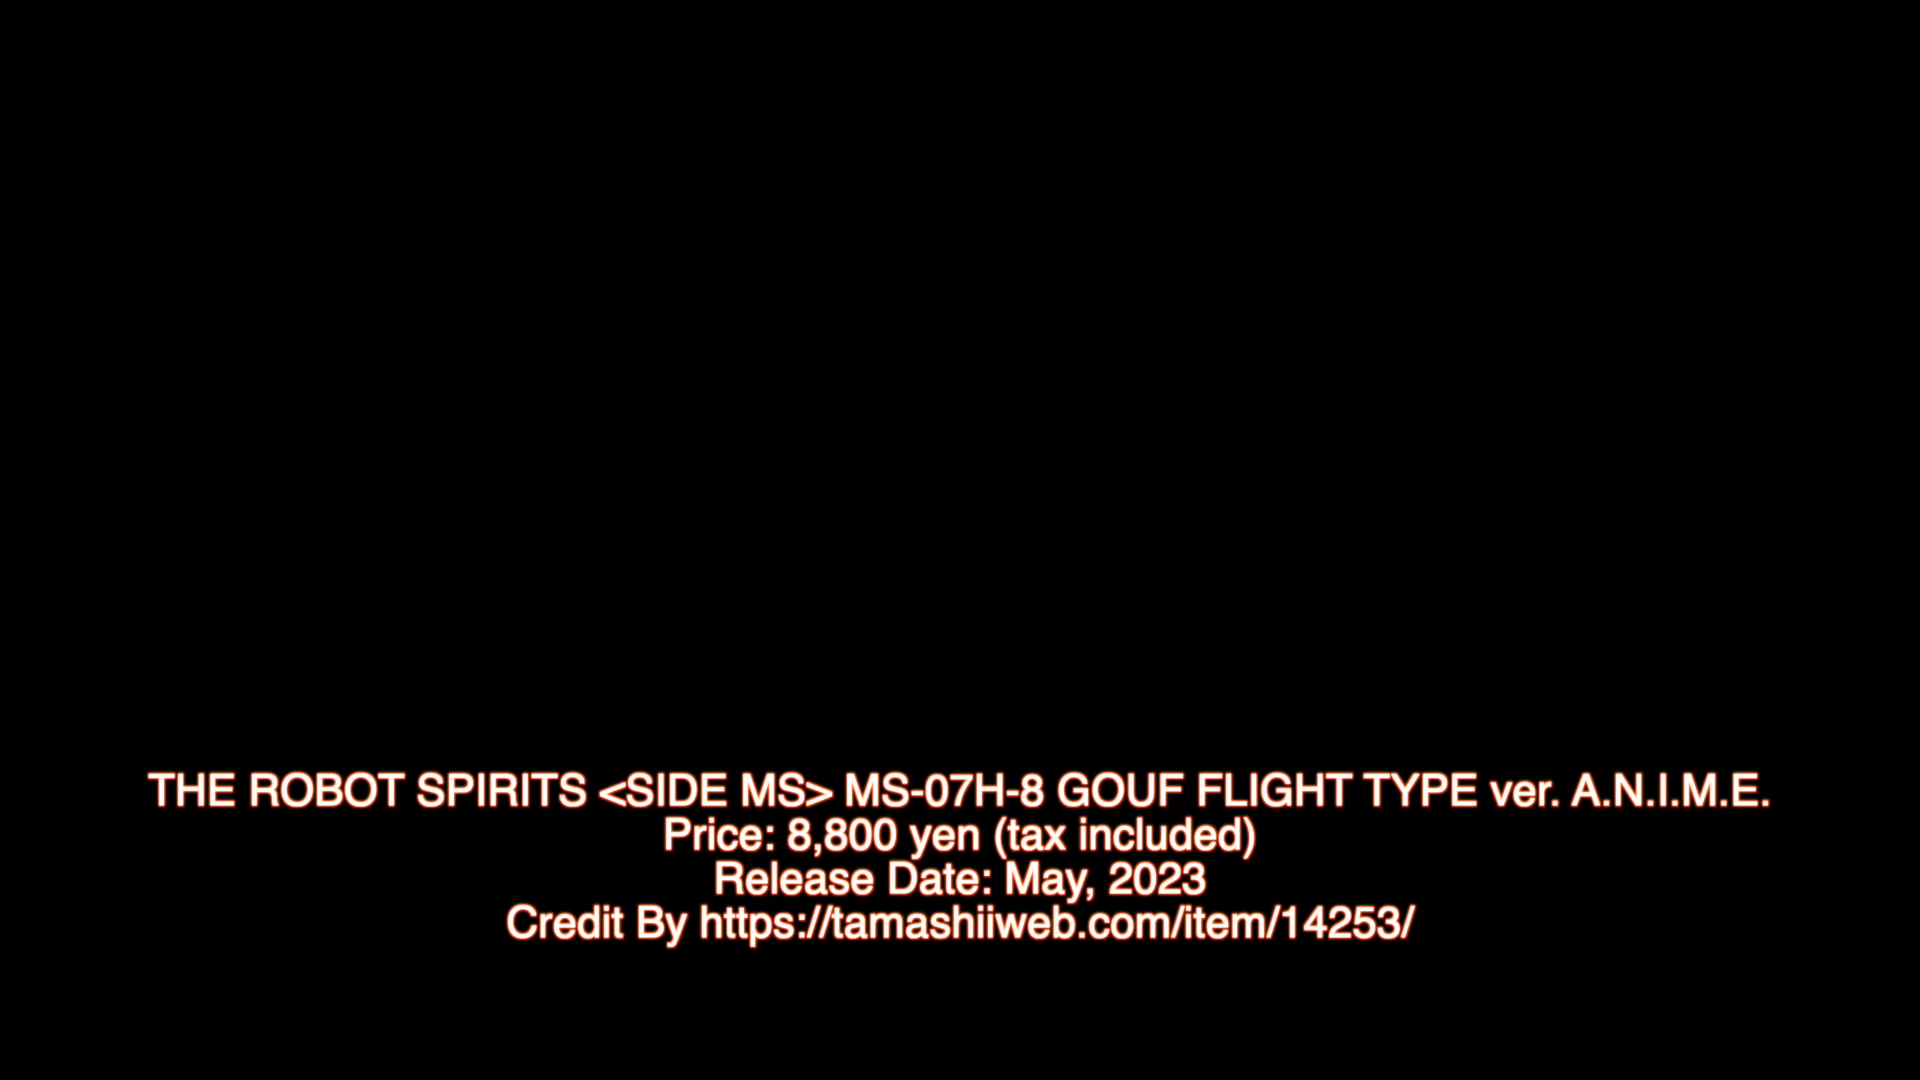 THE ROBOT SPIRITS <SIDE MS> MS-07H-8 GOUF FLIGHT TYPE ver. A.N.I.M.E.
Price: 8,800 yen (tax included)
Release Date: May, 2023
Credit By https://tamashiiweb.com/item/14253/